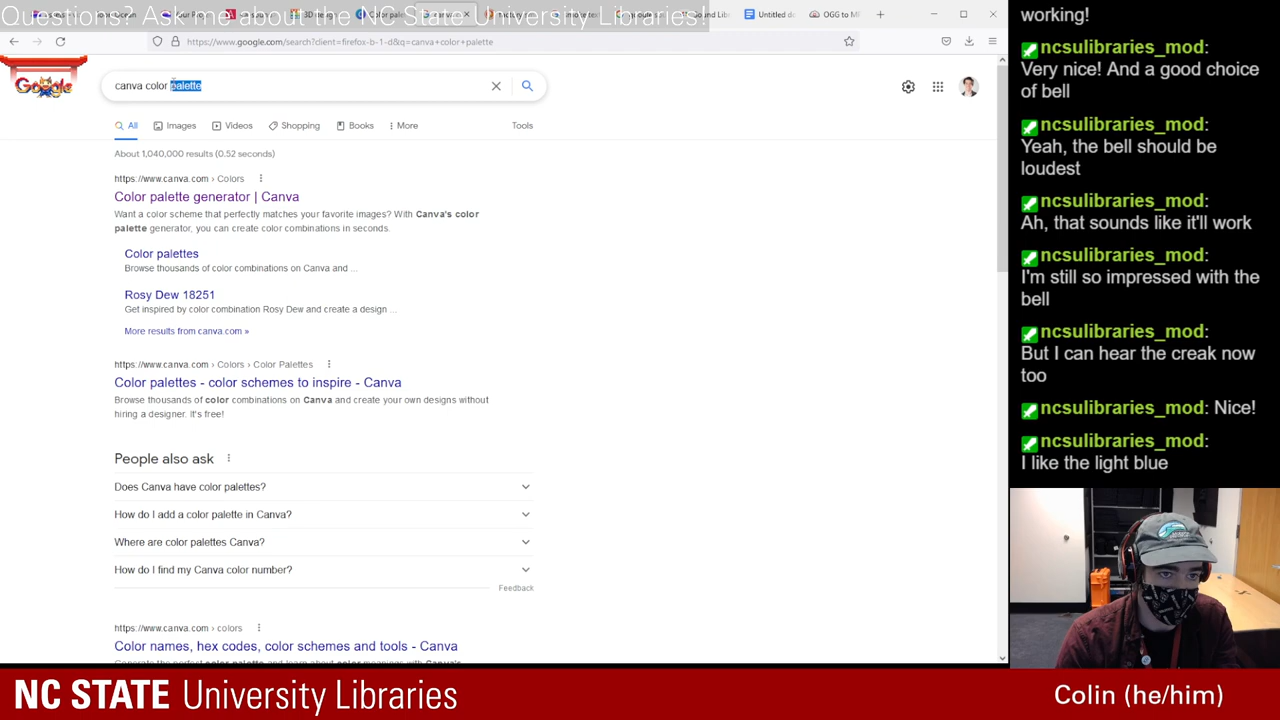 Questions? Ask me about the NC State University Libraries!
Untitled d
OGG to M
https://www.google.com/search?client=firefox-b-1-d&q=canva+color+palette
canva color palette
All
Images
Videos
Shopping
Books
More
Tools
About 1,040,000 results (0.52 seconds)
https://www.canva.com › Colors
Color palette generator | Canva
Want a color scheme that perfectly matches your favorite images? With Canva's color
palette generator, you can create color combinations in seconds.
Color palettes
Browse thousands of color combinations on Canva and ...
Rosy Dew 18251
Get inspired by color combination Rosy Dew and create a design ...
More results from canva.com »
https://www.canva.com › Colors › Color Palettes
Color palettes - color schemes to inspire - Canva
Browse thousands of color combinations on Canva and create your own designs without
hiring a designer. It's free!
People also ask
Does Canva have color palettes?
How do I add a color palette in Canva?
Where are color palettes Canva?
How do I find my Canva color number?
Feedback
https://www.canva.com › colors
Color names, hex codes, color schemes and tools - Canva
working!
ncsulibraries_mod:
Very nice! And a good choice
of bell
ncsulibraries_mod:
Yeah, the bell should be
loudest
ncsulibraries_mod:
Ah, that sounds like it'll work
ncsulibraries_mod:
I'm still so impressed with the
bell
ncsulibraries_mod:
But I can hear the creak now
too
ncsulibraries_mod: Nice!
ncsulibraries_mod:
I like the light blue
NC STATE University Libraries
Colin (he/him)